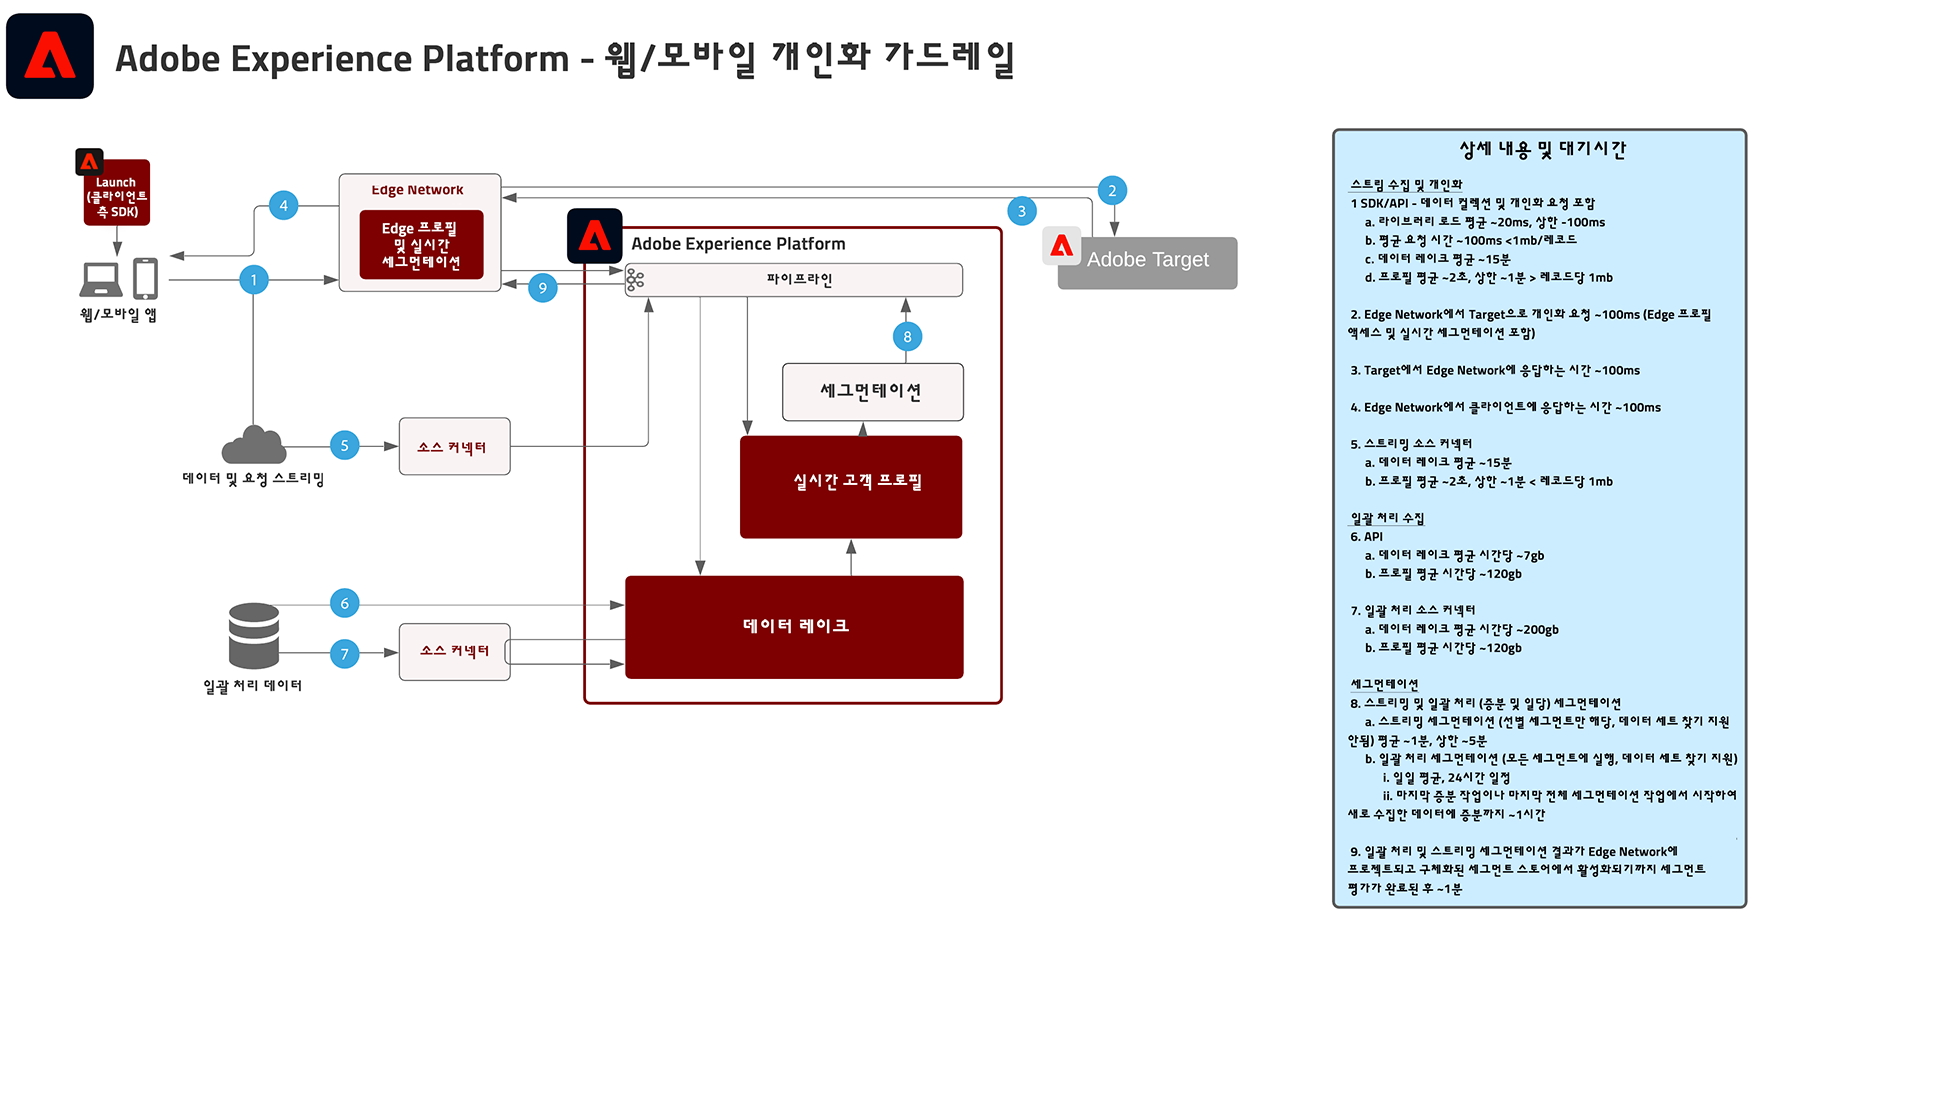 Adobe Experience Platform - 웹/모바일 개인화 가드레일
Launch
(클라이언트
측 SDK)
웹/모바일 앱
4
1
Edge Network
Edge 프로필
및 실시간
세그먼테이션
9
2
3
Adobe Target
Adobe Experience Platform
파이프라인
8
세그먼테이션
실시간 고객 프로필
데이터 레이크
데이터 및 요청 스트리밍
5
소스 커넥터
6
7
소스 커넥터
일괄 처리 데이터
상세 내용 및 대기시간
스트림 수집 및 개인화
1 SDK/API - 데이터 컬렉션 및 개인화 요청 포함
a. 라이브러리 로드 평균 ~20ms, 상한 -100ms
b. 평균 요청 시간 ~100ms <1mb/레코드
c. 데이터 레이크 평균 ~15분
d. 프로필 평균 ~2초, 상한 ~1분 > 레코드당 1mb
2. Edge Network에서 Target으로 개인화 요청 ~100ms (Edge 프로필
액세스 및 실시간 세그먼테이션 포함)
3. Target에서 Edge Network에 응답하는 시간 ~100ms
4. Edge Network에서 클라이언트에 응답하는 시간 ~100ms
5. 스트리밍 소스 커넥터
a. 데이터 레이크 평균 ~15분
b. 프로필 평균 ~2초, 상한 ~1분 < 레코드당 1mb
일괄 처리 수집
6. API
a. 데이터 레이크 평균 시간당 ~7gb
b. 프로필 평균 시간당 ~120gb
7. 일괄 처리 소스 커넥터
a. 데이터 레이크 평균 시간당 ~200gb
b. 프로필 평균 시간당 ~120gb
세그먼테이션
8. 스트리밍 및 일괄 처리 (증분 및 일당) 세그먼테이션
a. 스트리밍 세그먼테이션 (선별 세그먼트만 해당, 데이터 세트 찾기 지원
안됨) 평균 ~1분, 상한 ~5분
b. 일괄 처리 세그먼테이션 (모든 세그먼트에 실행, 데이터 세트 찾기 지원)
i. 일일 평균, 24시간 일정
ii. 마지막 증분 작업이나 마지막 전체 세그먼테이션 작업에서 시작하여
새로 수집한 데이터에 증분까지 ~1시간
9. 일괄 처리 및 스트리밍 세그먼테이션 결과가 Edge Network에
프로젝트되고 구체화된 세그먼트 스토어에서 활성화되기까지 세그먼트
평가가 완료된 후 ~1분